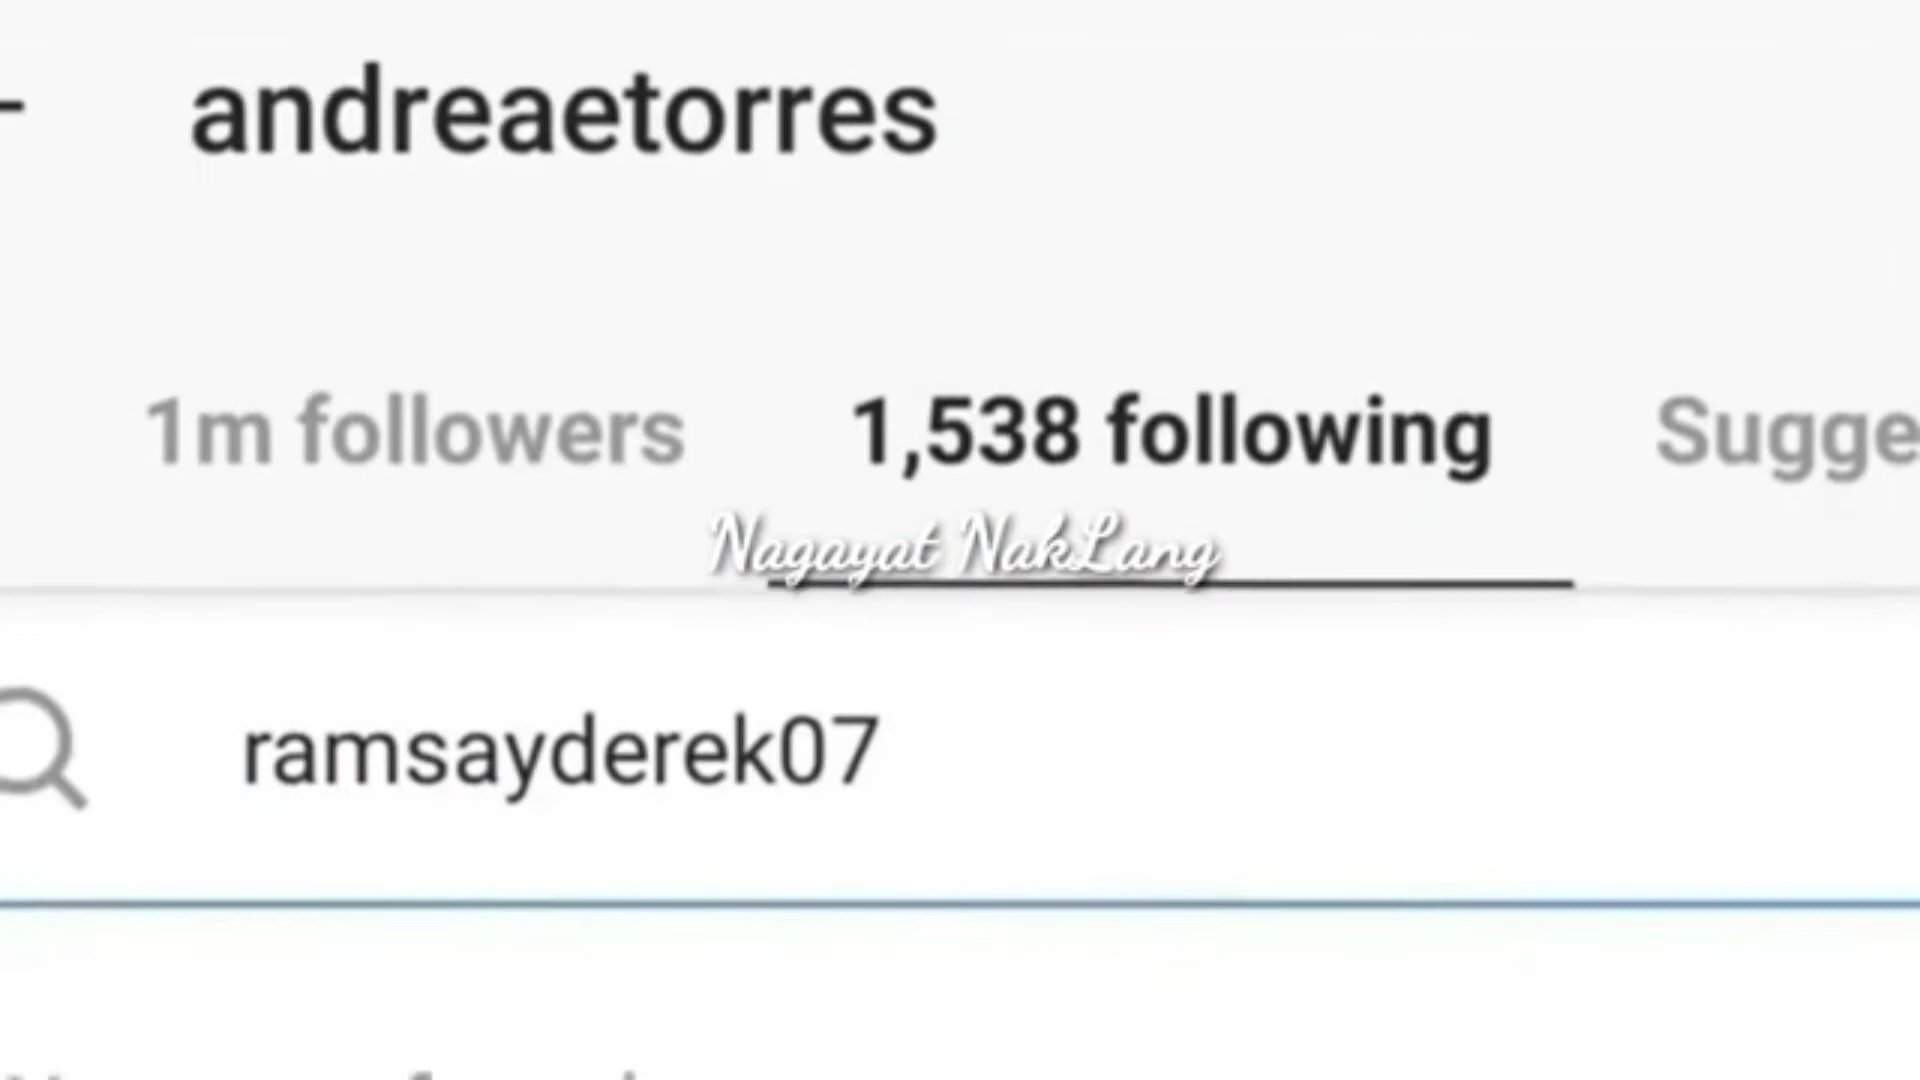 andreaetorres
1m followers 1,538 following Sugge
Nagayat NakLang
ramsayderek07